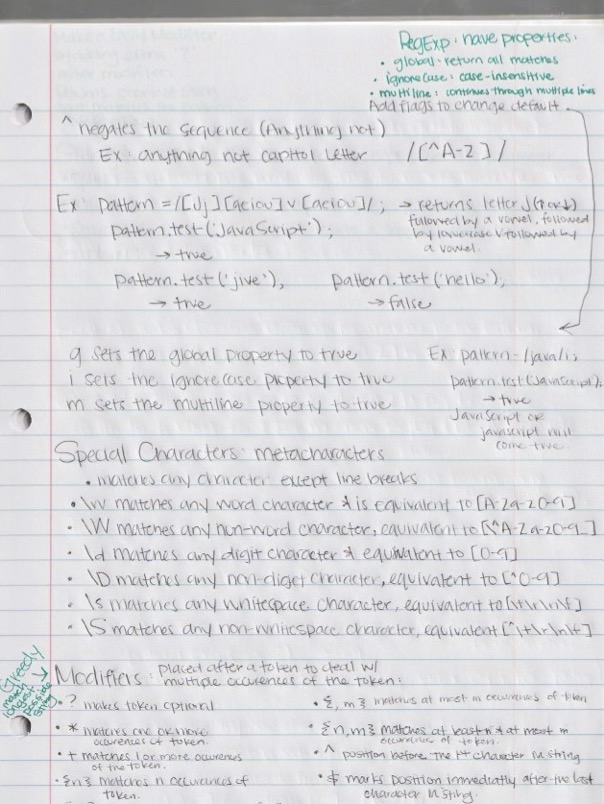 RegExp: have properties:
• global: return all matches
• ignorecase: case-insensitive
• multiline: continues through multiple lines
Add flags to change default.
^ negates the sequence (Anything not)
Ex: anything not capitol letter /[^A-Z]/
Ex: pattern = /[Jj][aeiou]v[aeiou]/; → returns letter J(↑or↓)
followed by a vowel, followed
by lowercase v followed by
a vowel.
pattern.test('JavaScript');
→ true
pattern.test('jive'); pattern.test('hello');
→ true → false
g sets the global property to true
i sets the ignorecase property to true
m sets the multiline property to true
Ex: pattern = /java/i;
pattern.test(JavaScript);
→ true
JavaScript or
javascript will
come true.
Special Characters: metacharacters
• matches any character except line breaks
• \w matches any word character & is equivalent to [A-Za-z0-9]
• \W matches any non-word character, equivalent to [^A-Za-z0-9_]
• \d matches any digit character & equivalent to [0-9]
• \D matches any non-diget character, equivalent to [^0-9]
• \s matches any whitespace character, equivalent to [\t\r\n\f]
• \S matches any non-whitespace character, equivalent [^\t\r\n\f]
Greedy
match
longest
possible
string
Modifiers: placed after a token to deal w/
multiple occurences of the token:
• ? makes token optional
• * matches one or more
occurences of token.
• + matches 1 or more occurences
of the token.
• {n} matches n occurences of
token.
• {, m} matches at most m occurences of token
• {n,m} matches at least n & at most m
occurences of token.
• ^ position before the 1st character in string
• $ marks position immediately after the last
character in string.